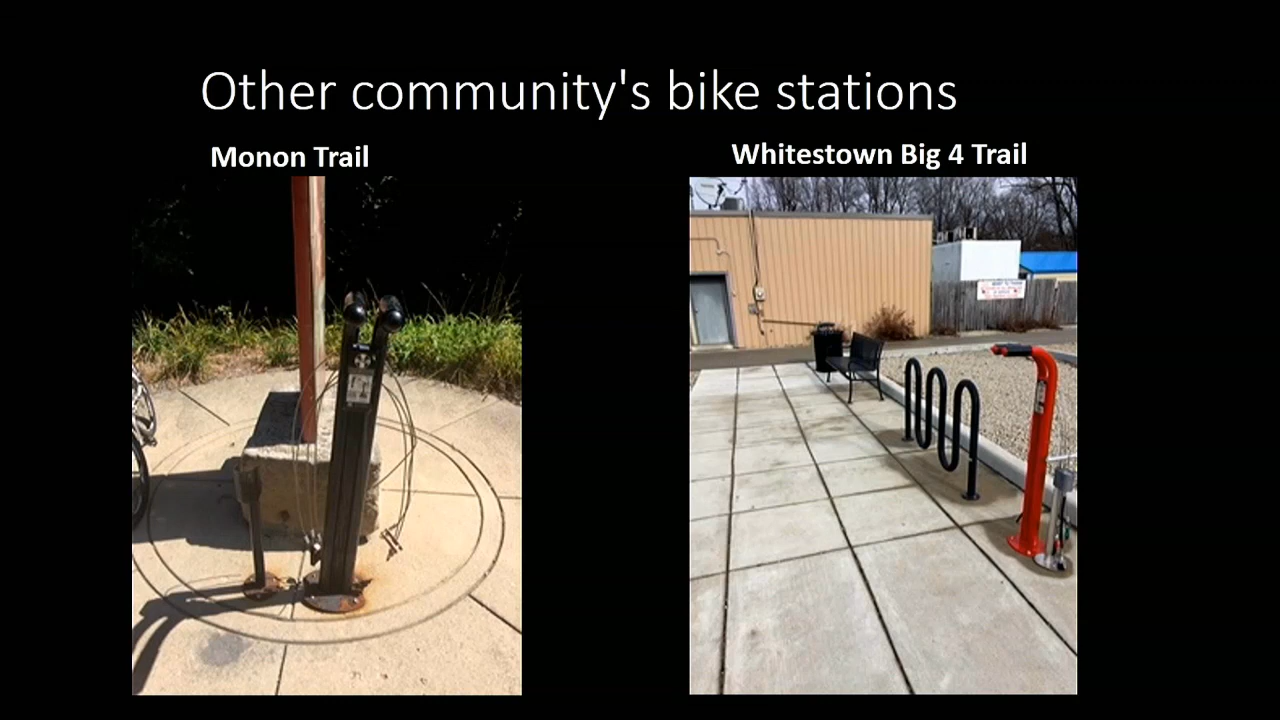 Other community's bike stations
Monon Trail
Whitestown Big 4 Trail